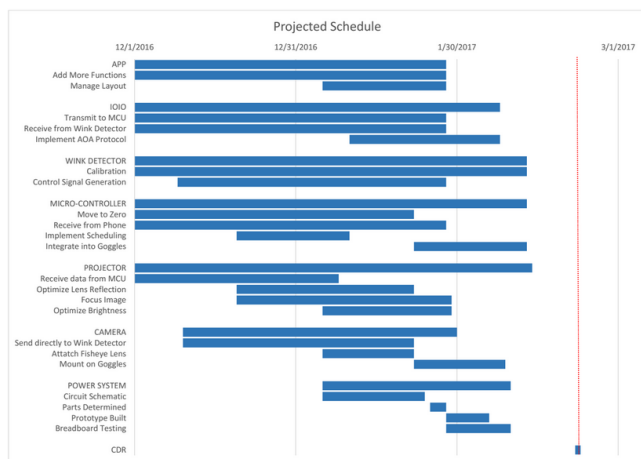 Projected Schedule
12/1/2016 12/31/2016 1/30/2017 3/1/2017
APP
Add More Functions
Manage Layout
IOIO
Transmit to MCU
Receive from Wink Detector
Implement AOA Protocol
WINK DETECTOR
Calibration
Control Signal Generation
MICRO-CONTROLLER
Move to Zero
Receive from Phone
Implement Scheduling
Integrate into Goggles
PROJECTOR
Receive data from MCU
Optimize Lens Reflection
Focus Image
Optimize Brightness
CAMERA
Send directly to Wink Detector
Attatch Fisheye Lens
Mount on Goggles
POWER SYSTEM
Circuit Schematic
Parts Determined
Prototype Built
Breadboard Testing
CDR